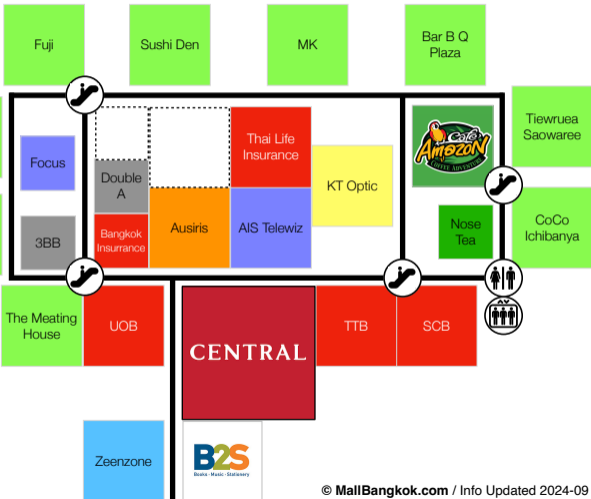 Fuji
Sushi Den
MK
Bar B Q
Plaza
Tiewruea
Saowaree
Focus
Double
A
Thai Life
Insurance
KT Optic
Café
Amazon
COFFEE ADVENTURE
3BB
Bangkok
Insurrance
Ausiris
AIS Telewiz
Nose
Tea
CoCo
Ichibanya
The Meating
House
UOB
CENTRAL
TTB
SCB
Zeenzone
B2S
Books · Music · Stationery
© MallBangkok.com / Info Updated 2024-09